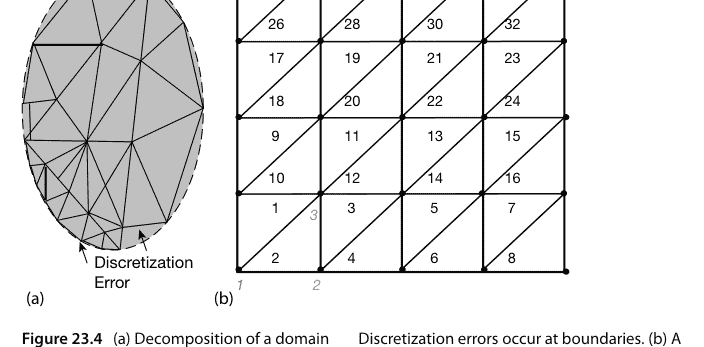 26 28 30 32
17 19 21 23
18 20 22 24
9 11 13 15
10 12 14 16
1 3 5 7
3
2 4 6 8
Discretization
Error
1 2
(a) (b)
Figure 23.4 (a) Decomposition of a domain Discretization errors occur at boundaries. (b) A